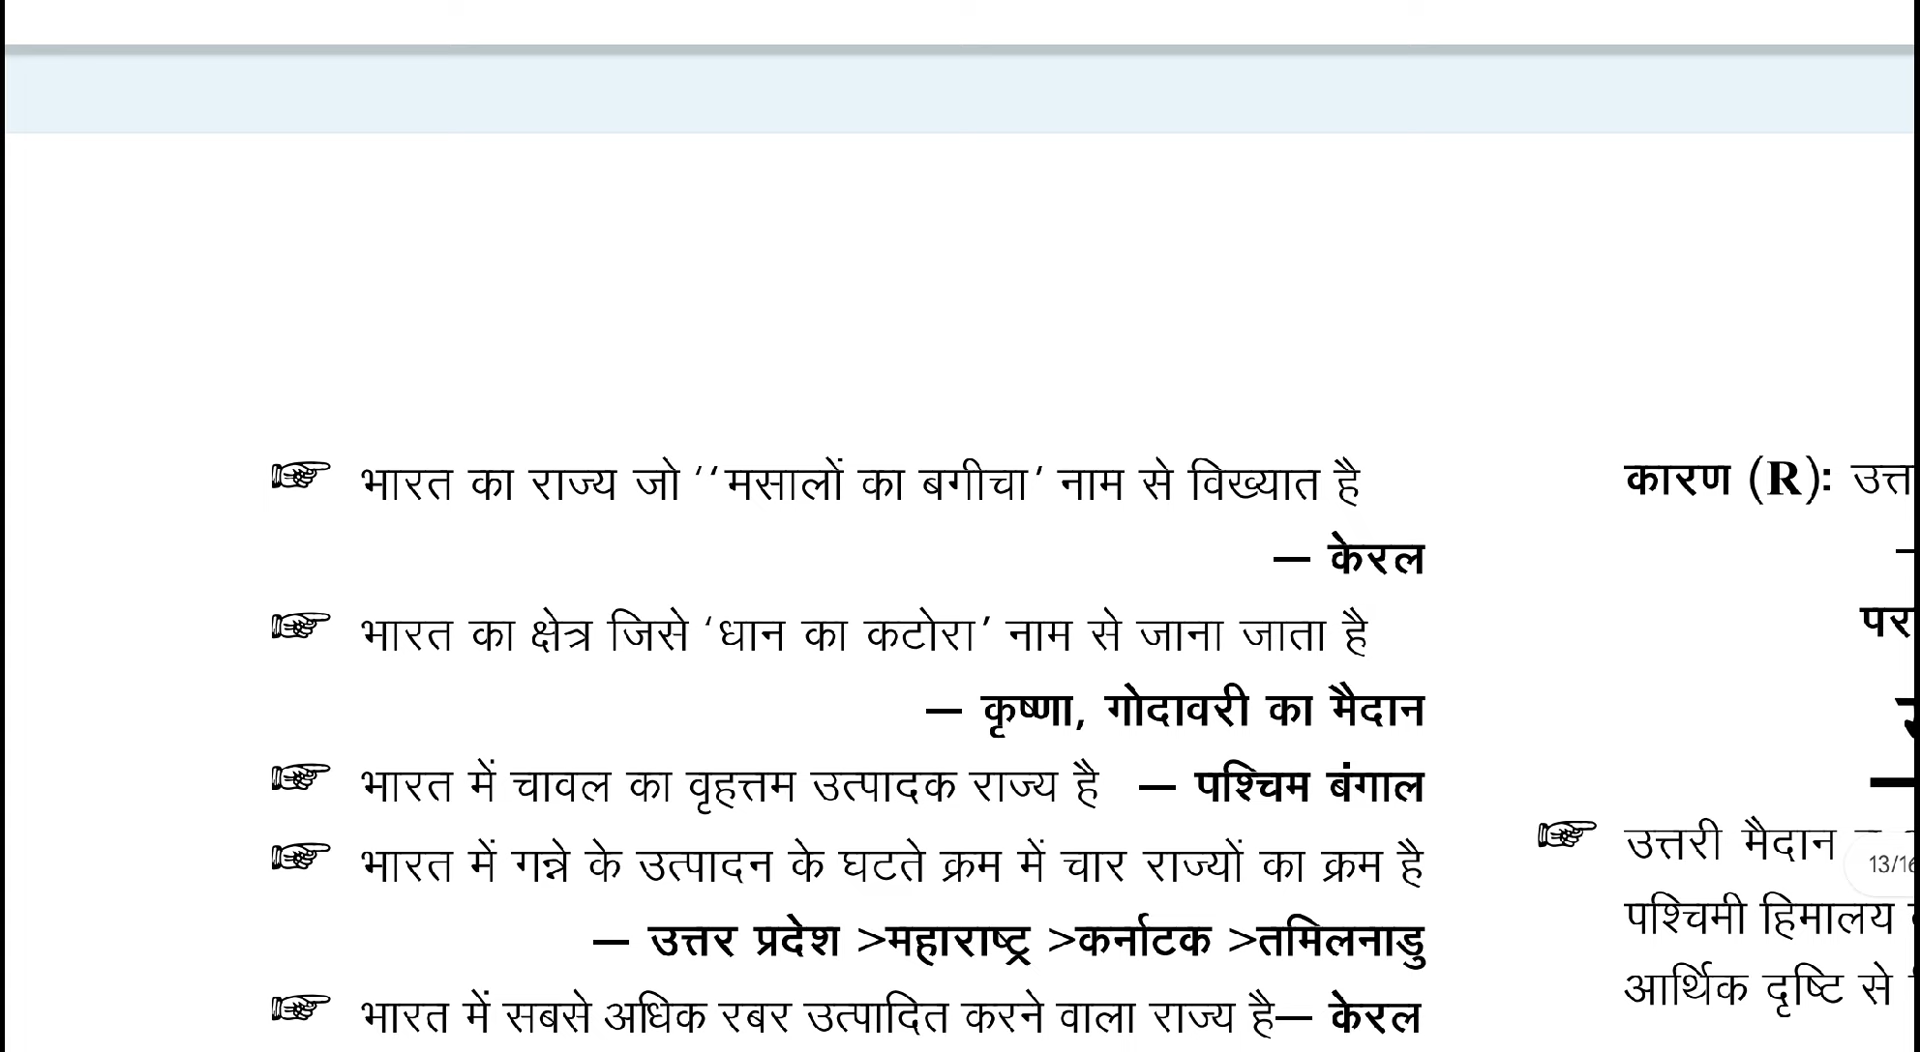 ☞ भारत का राज्य जो ‘‘मसालों का बगीचा’ नाम से विख्यात है
— केरल
☞ भारत का क्षेत्र जिसे ‘धान का कटोरा’ नाम से जाना जाता है
— कृष्णा, गोदावरी का मैदान
☞ भारत में चावल का वृहत्तम उत्पादक राज्य है — पश्चिम बंगाल
☞ भारत में गन्ने के उत्पादन के घटते क्रम में चार राज्यों का क्रम है
— उत्तर प्रदेश >महाराष्ट्र >कर्नाटक >तमिलनाडु
☞ भारत में सबसे अधिक रबर उत्पादित करने वाला राज्य है— केरल
कारण (R):
☞ उत्तरी मैदान
पश्चिमी हिमालय
आर्थिक दृष्टि से